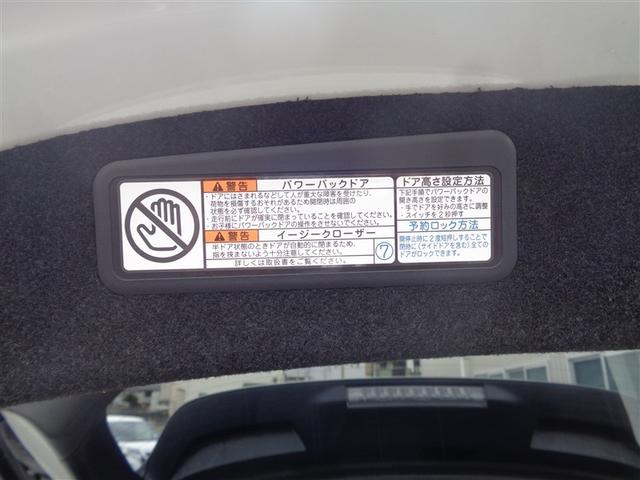 警告 パワーバックドア
・ドアにはさまれるなどして人が重大な障害を受けたり、
荷物を損傷するおそれがあるため開閉時は周囲の
状態を必ず確認してください。
・走行前にドアが確実に閉まっていることを確認してください。
・お子様にパワーバックドアの操作をさせないでください。
警告 イージークローザー
半ドア状態のときドアが自動的に閉まるため、
指を挟まないよう十分注意してください。
詳しくは取扱書をご覧ください。
⑦
ドア高さ設定方法
下記手順でパワーバックドアの
開き高さを設定できます。
・手でドアを好みの高さに調整
・スイッチを2秒押す
予約ロック方法
開停止時に2度短押しすることで
閉時に(サイドドアを含む)全ての
ドアがロックできます。